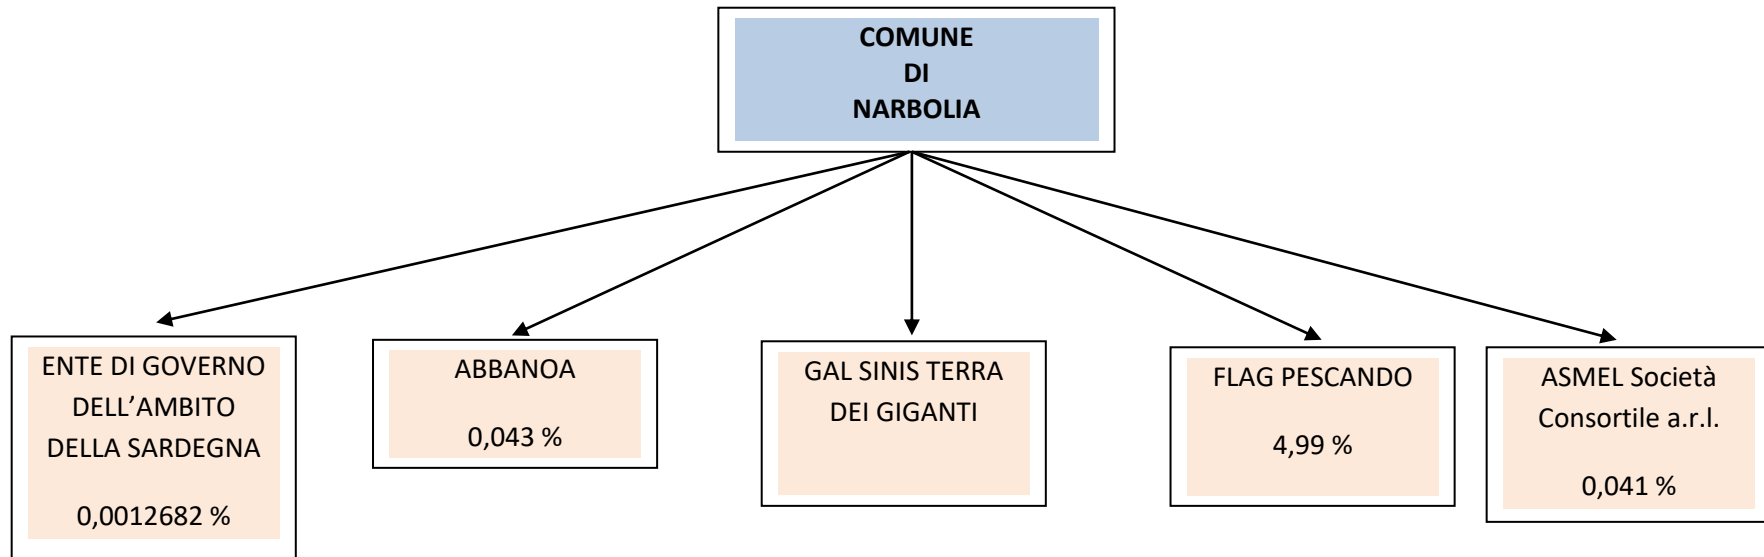 COMUNE
DI
NARBOLIA
ENTE DI GOVERNO
DELL’AMBITO
DELLA SARDEGNA
0,0012682 %
ABBANOA
0,043 %
GAL SINIS TERRA
DEI GIGANTI
FLAG PESCANDO
4,99 %
ASMEL Società
Consortile a.r.l.
0,041 %